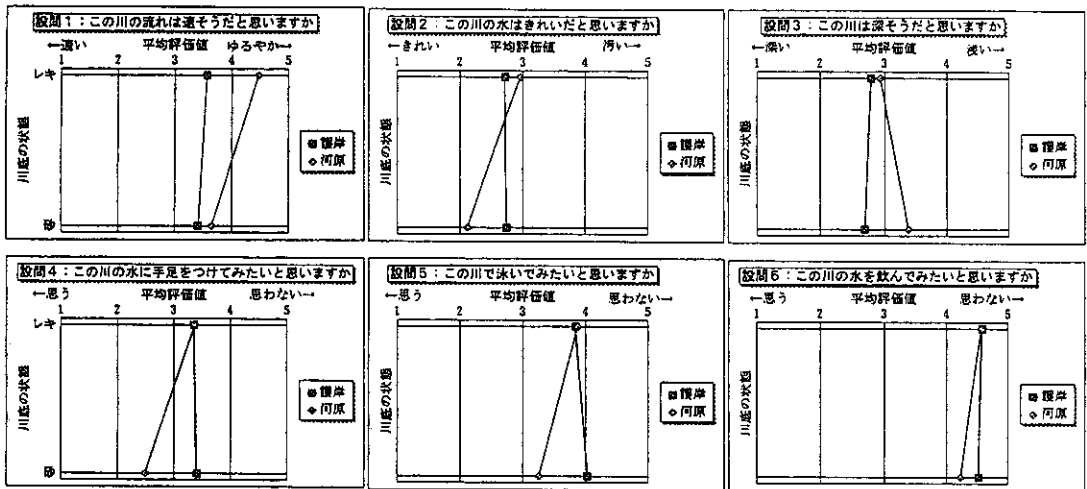 設問1：この川の流れは速そうだと思いますか
←速い 平均評価値 ゆるやか→
1 2 3 4 5
レキ
川底の状態
砂
護岸
河原
設問2：この川の水はきれいだと思いますか
←きれい 平均評価値 汚い→
1 2 3 4 5
川底の状態
護岸
河原
設問3：この川は深そうだと思いますか
←深い 平均評価値 浅い→
1 2 3 4 5
川底の状態
護岸
河原
設問4：この川の水に手足をつけてみたいと思いますか
←思う 平均評価値 思わない→
1 2 3 4 5
レキ
川底の状態
砂
護岸
河原
設問5：この川で泳いでみたいと思いますか
←思う 平均評価値 思わない→
1 2 3 4 5
川底の状態
護岸
河原
設問6：この川の水を飲んでみたいと思いますか
←思う 平均評価値 思わない→
1 2 3 4 5
川底の状態
護岸
河原